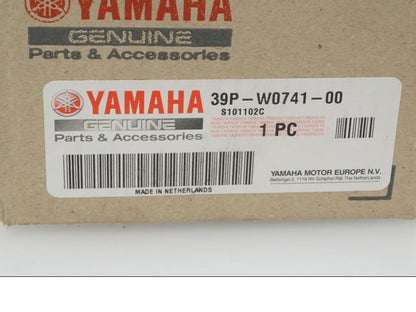 YAMAHA
GENUINE
Parts & Accessories
YAMAHA 39P-W0741-00
S101102C
GENUINE
1 PC
Parts & Accessories
YAMAHA MOTOR EUROPE N.V.
MADE IN NETHERLANDS